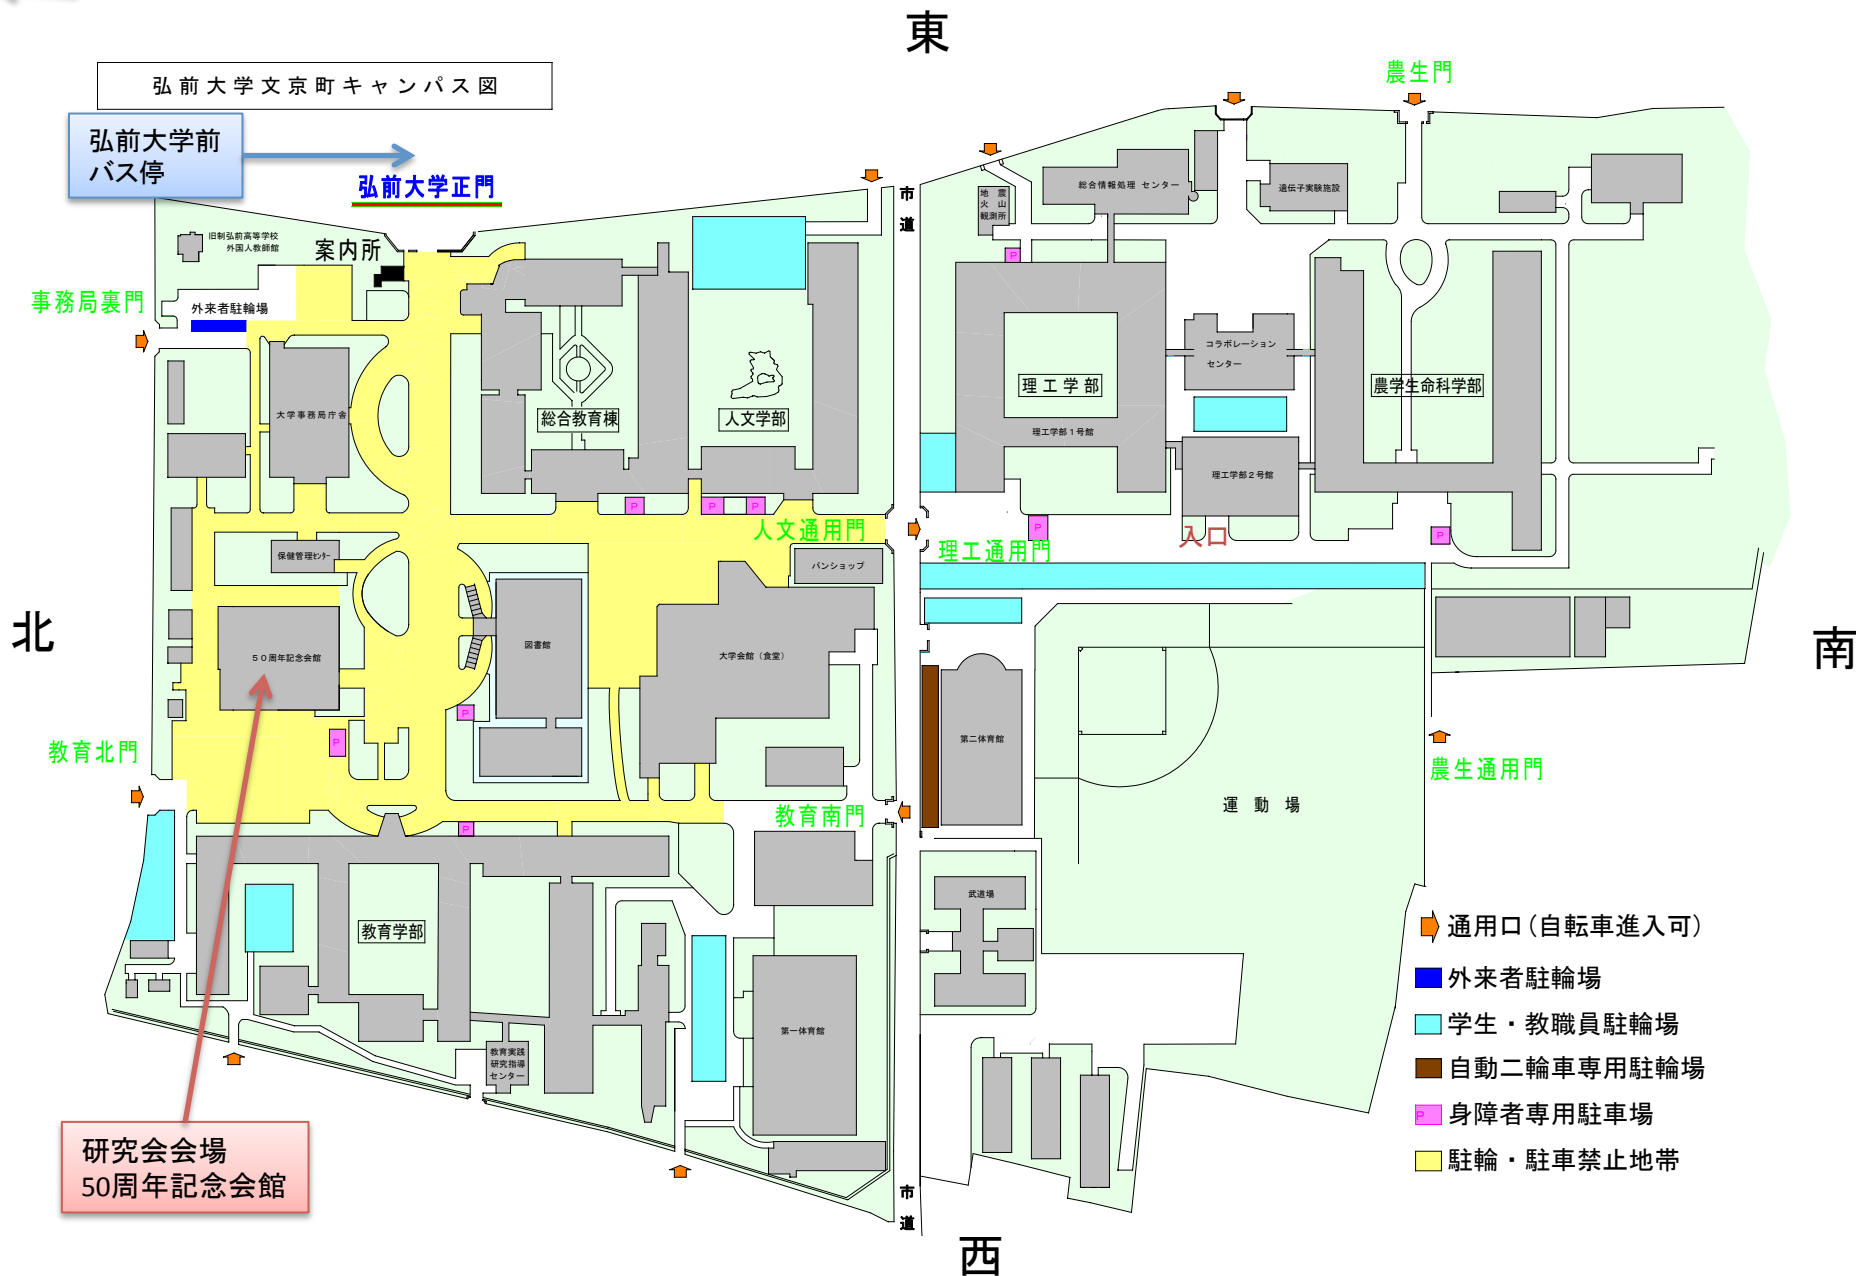 東
弘前大学文京町キャンパス図
農生門
弘前大学前
バス停
弘前大学正門
市
道
地震
火山
観測所
総合情報処理 センター
遺伝子実験施設
旧制弘前高等学校
外国人教師館
案内所
事務局裏門
外来者駐輪場
コラボレーション
センター
理工学部
農学生命科学部
大学事務局庁舎
総合教育棟
人文学部
理工学部1号館
理工学部2号館
P
P
P
P
P
P
人文通用門
入口
理工通用門
保健管理センター
パンショップ
北
50周年記念会館
図書館
大学会館(食堂)
南
P
P
第二体育館
教育北門
農生通用門
運動場
教育南門
P
武道場
教育学部
通用口(自転車進入可)
外来者駐輪場
学生・教職員駐輪場
自動二輪車専用駐輪場
P 身障者専用駐車場
駐輪・駐車禁止地帯
第一体育館
教育実践
研究指導
センター
研究会会場
50周年記念会館
市
道
西